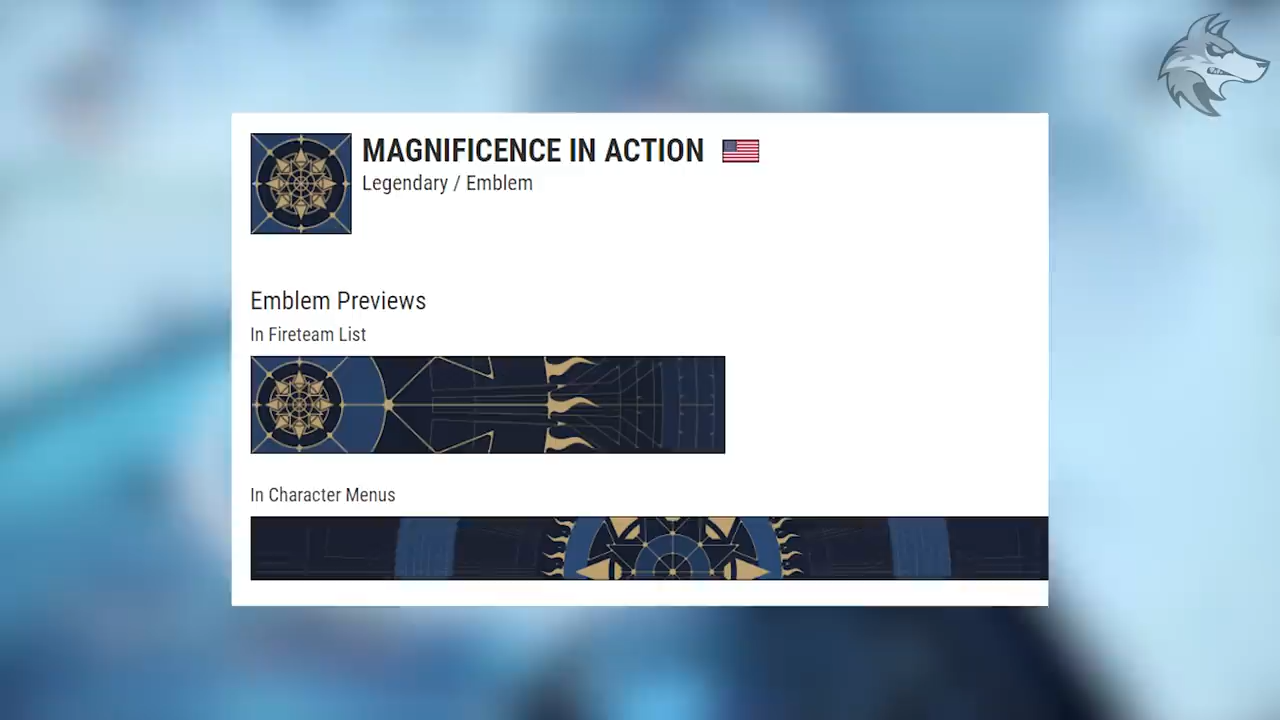 MAGNIFICENCE IN ACTION
Legendary / Emblem
Emblem Previews
In Fireteam List
In Character Menus